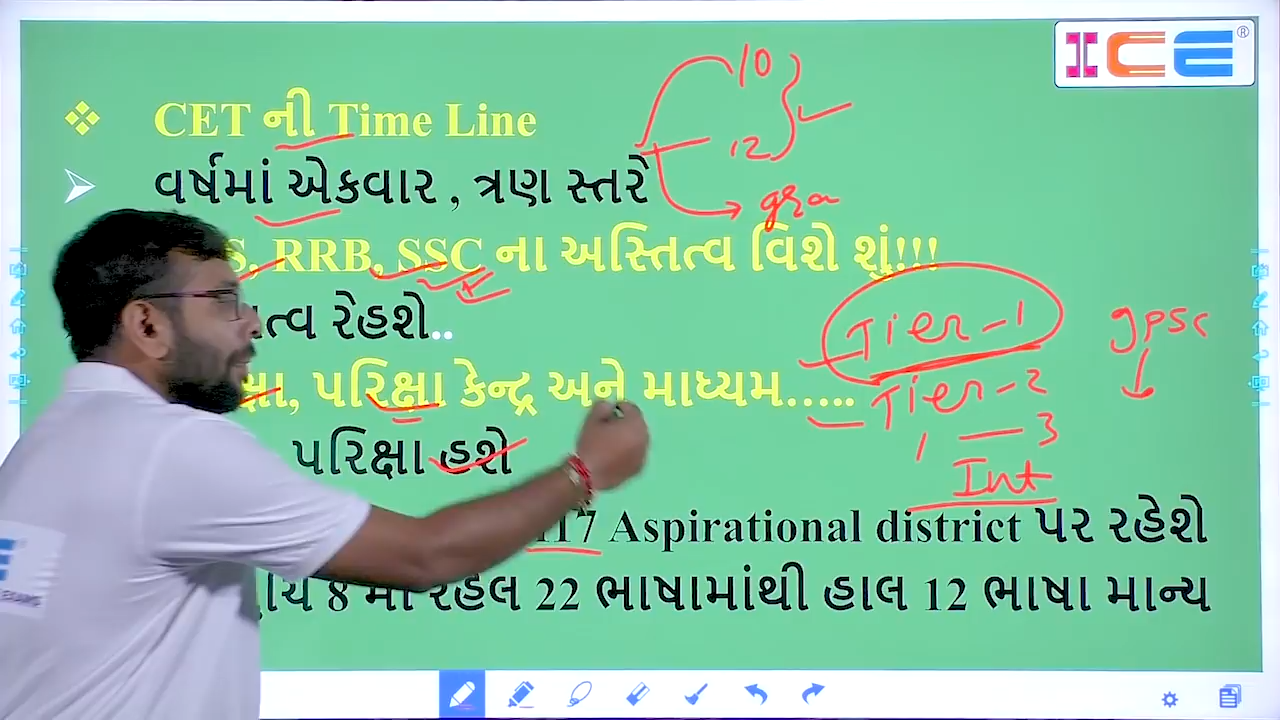 ICE®
CET ની Time Line
વર્ષમાં એકવાર , ત્રણ સ્તરે
10
12
gra
S, RRB, SSC ના અસ્તિત્વ વિશે શું!!!
ત્વ રેહશે..
Tier-1
gpsc
ક્ષા, પરિક્ષા કેન્દ્ર અને માધ્યમ.....
Tier-2
પરિક્ષા હશે
3
Int
117 Aspirational district પર રહેશે
8 માં રહેલ 22 ભાષામાંથી હાલ 12 ભાષા માન્ય